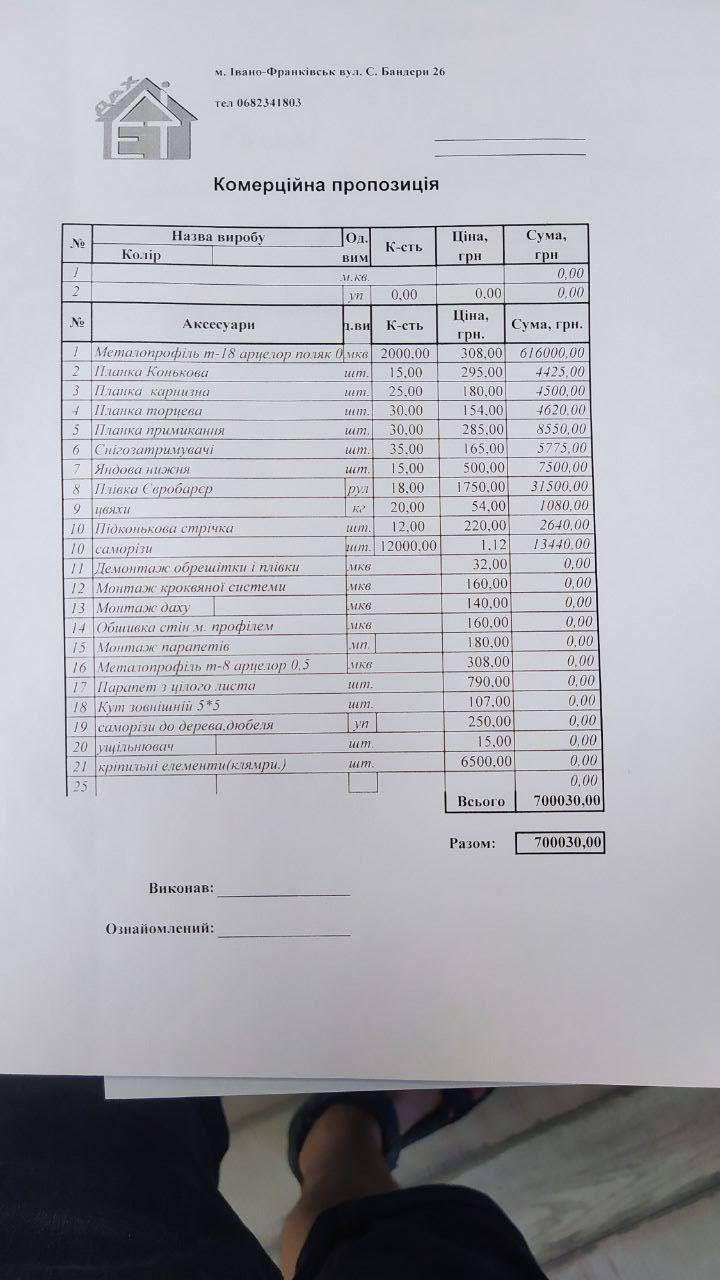 м. Івано-Франківськ вул. С. Бандери 26
ДАХ
ЕТ
тел 0682341803
Комерційна пропозиція
№ Назва виробу Од. К-сть Ціна, Сума,
Колір вим грн грн
1 м.кв. 0,00
2 уп 0,00 0,00 0,00
№ Аксесуари д.ви К-сть Ціна, грн. Сума, грн.
1 Металопрофіль т-18 арцелор поляк 0, мкв 2000,00 308,00 616000,00
2 Планка Конькова шт. 15,00 295,00 4425,00
3 Планка карнизна шт. 25,00 180,00 4500,00
4 Планка торцева шт. 30,00 154,00 4620,00
5 Планка примикання шт. 30,00 285,00 8550,00
6 Снігозатримувачі шт. 35,00 165,00 5775,00
7 Яндова нижня шт. 15,00 500,00 7500,00
8 Плівка Євробарєр рул 18,00 1750,00 31500,00
9 цвяхи кг 20,00 54,00 1080,00
10 Підконькова стрічка шт. 12,00 220,00 2640,00
10 саморізи шт. 12000,00 1,12 13440,00
11 Демонтаж обрешітки і плівки мкв 32,00 0,00
12 Монтаж кроквяної системи мкв 160,00 0,00
13 Монтаж даху мкв 140,00 0,00
14 Обшивка стін м. профілем мкв 160,00 0,00
15 Монтаж парапетів мп. 180,00 0,00
16 Металопрофіль т-8 арцелор 0,5 мкв 308,00 0,00
17 Парапет з цілого листа шт. 790,00 0,00
18 Кут зовнішній 5*5 шт. 107,00 0,00
19 саморізи до дерева,дюбеля уп 250,00 0,00
20 ущільнювач шт. 15,00 0,00
21 кріпильні елементи(клямри.) шт. 6500,00 0,00
25 0,00
Всього 700030,00
Разом: 700030,00
Виконав:
Ознайомлений: